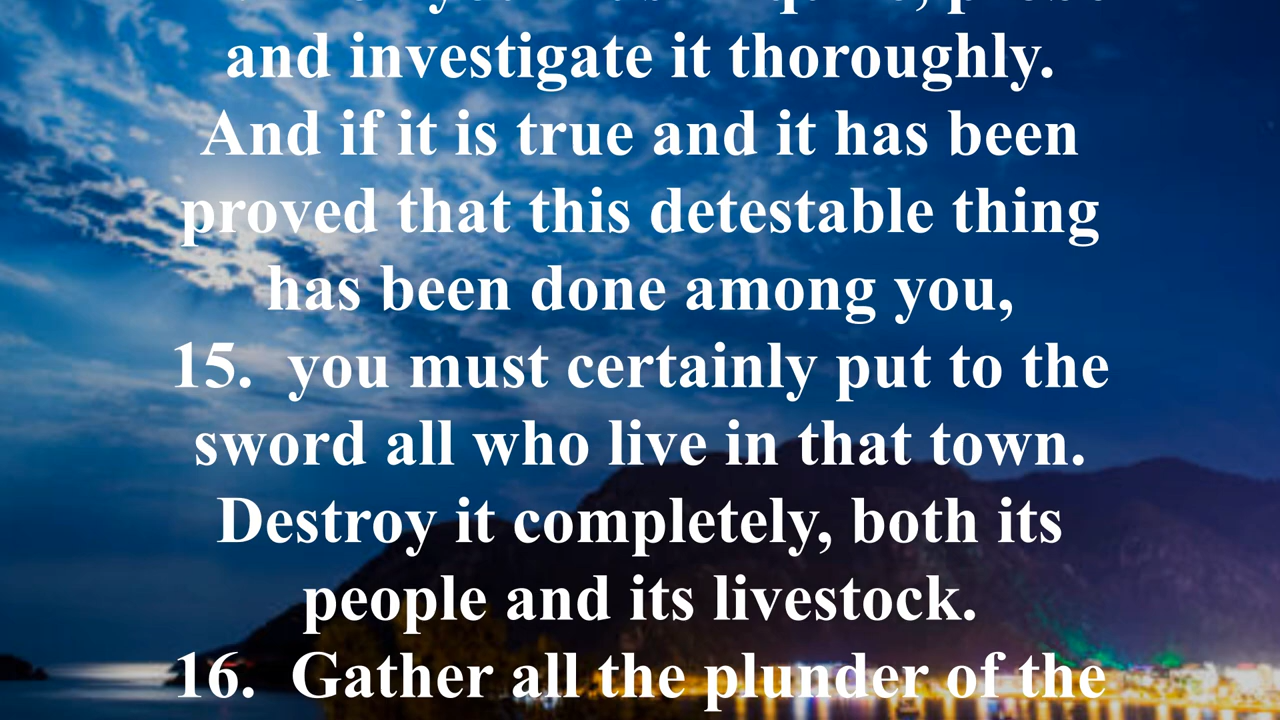 and investigate it thoroughly.
And if it is true and it has been
proved that this detestable thing
has been done among you,
15. you must certainly put to the
sword all who live in that town.
Destroy it completely, both its
people and its livestock.
16. Gather all the plunder of the